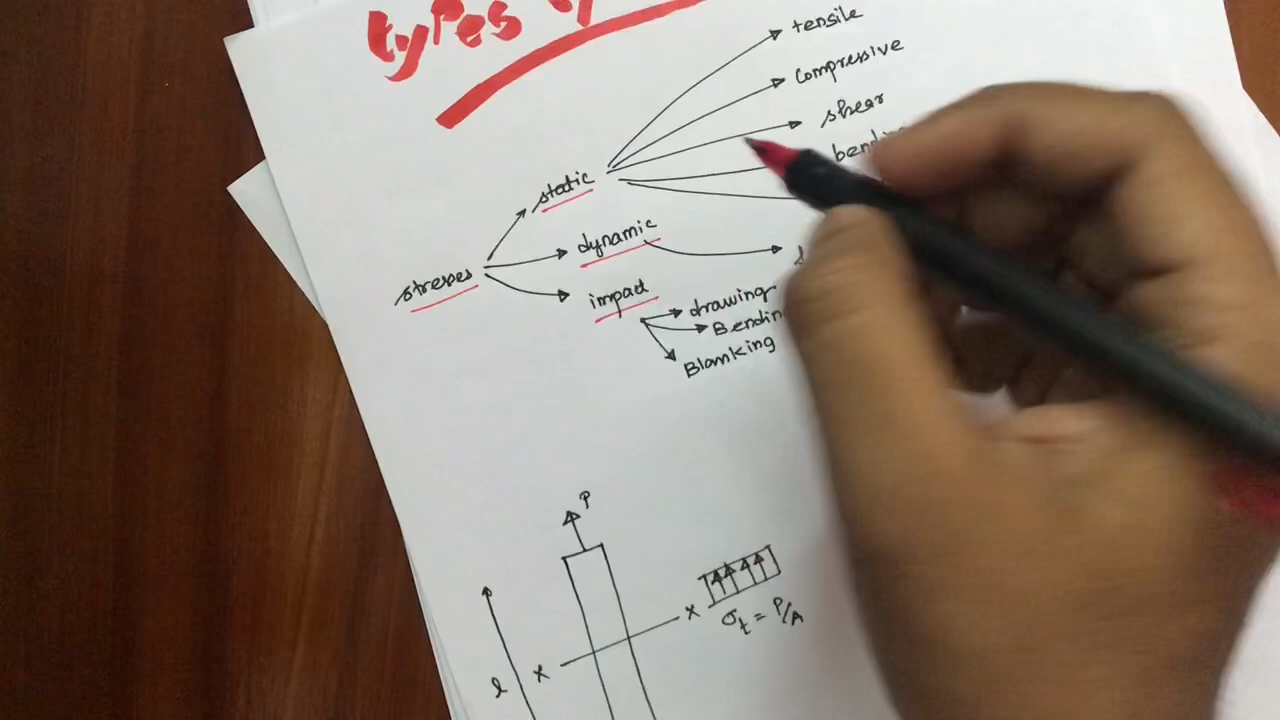 types
tensile
compressive
shear
static
dynamic
stresses
impact
drawing
Blanking
P
x
σt = P/A
x
l